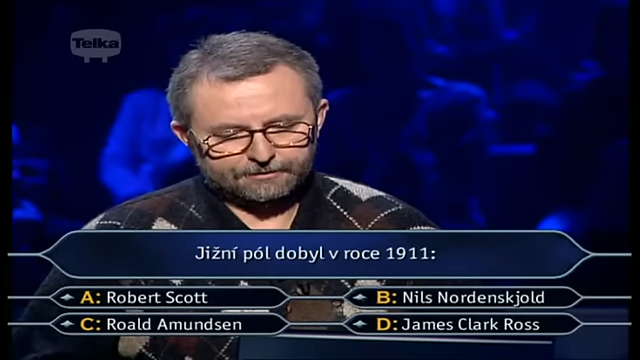 Telka
Jižní pól dobyl v roce 1911:
A: Robert Scott
B: Nils Nordenskjold
C: Roald Amundsen
D: James Clark Ross